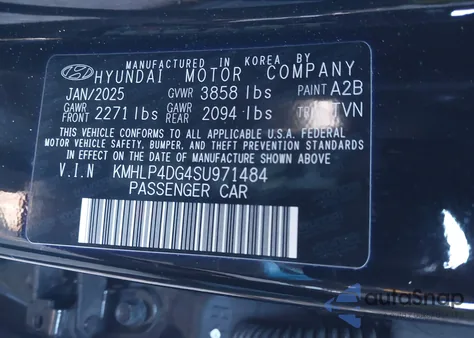 MANUFACTURED IN KOREA BY
HYUNDAI MOTOR COMPANY
JAN/2025 GVWR 3858 lbs PAINT A2B
GAWR FRONT 2271 lbs GAWR REAR 2094 lbs TVN
THIS VEHICLE CONFORMS TO ALL APPLICABLE U.S.A. FEDERAL
MOTOR VEHICLE SAFETY, BUMPER, AND THEFT PREVENTION STANDARDS
IN EFFECT ON THE DATE OF MANUFACTURE SHOWN ABOVE.
V.I.N KMHLP4DG4SU971484
PASSENGER CAR
autoSnap